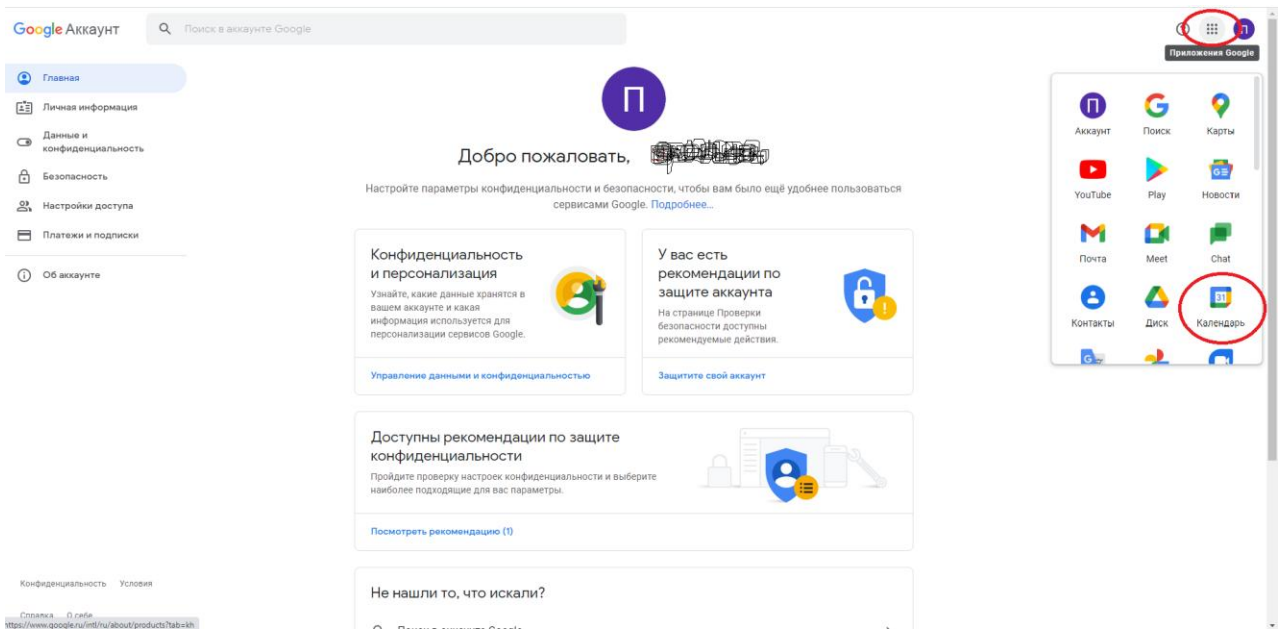 Google Аккаунт
Поиск в аккаунте Google
П
Приложения Google
Главная
Личная информация
Данные и
конфиденциальность
Безопасность
Настройки доступа
Платежи и подписки
Об аккаунте
П
Добро пожаловать,
Настройте параметры конфиденциальности и безопасности, чтобы вам было ещё удобнее пользоваться
сервисами Google. Подробнее…
Конфиденциальность
и персонализация
Узнайте, какие данные хранятся в
вашем аккаунте и какая
информация используется для
персонализации сервисов Google.
Управление данными и конфиденциальностью
У вас есть
рекомендации по
защите аккаунта
На странице Проверки
безопасности доступны
рекомендуемые действия.
Защитите свой аккаунт
Доступны рекомендации по защите
конфиденциальности
Пройдите проверку настроек конфиденциальности и выберите
наиболее подходящие для вас параметры.
Посмотреть рекомендацию (1)
Не нашли то, что искали?
Поиск в аккаунте Google
П
Аккаунт Поиск Карты
YouTube Play Новости
Почта Meet Chat
31
Контакты Диск Календарь
Конфиденциальность Условия
Справка О себе
https://www.google.ru/intl/ru/about/products?tab=kh